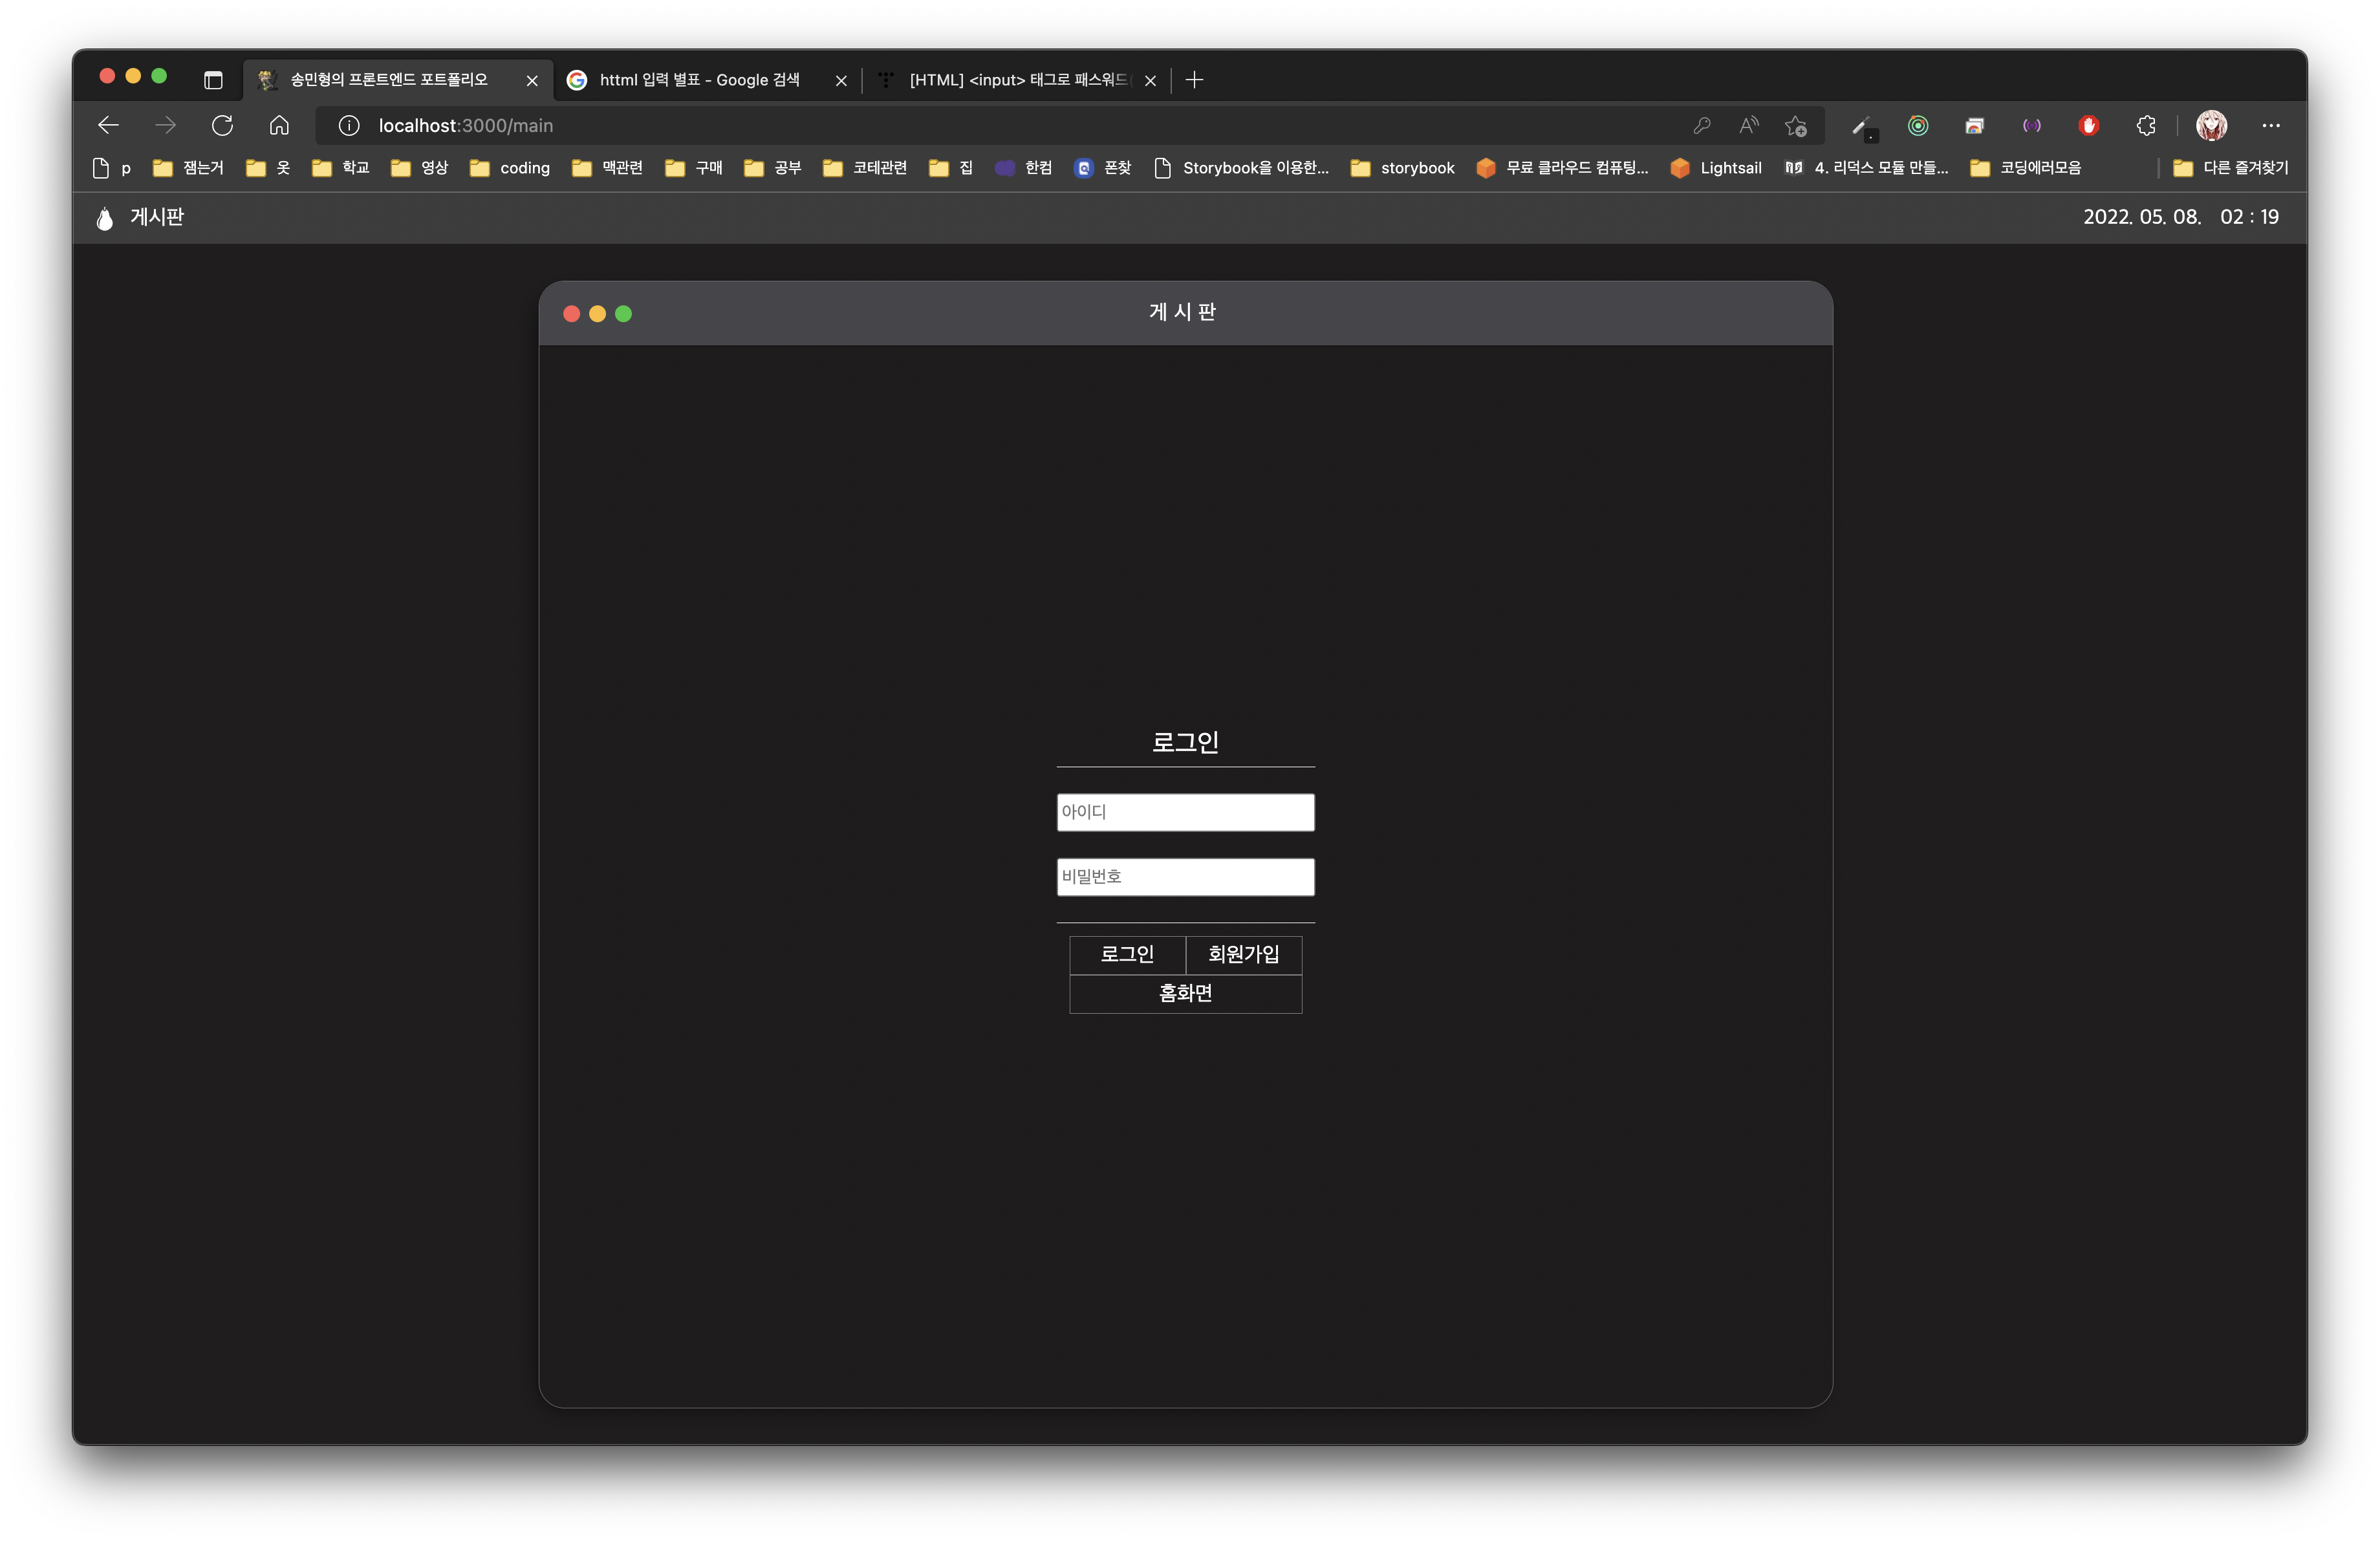 송민형의 프론트엔드 포트폴리오
httml 입력 별표 - Google 검색
[HTML] <input> 태그로 패스워드
localhost:3000/main
p 잼는거 옷 학교 영상 coding 맥관련 구매 공부 코테관련 집 한컴 폰찾 Storybook을 이용한... storybook 무료 클라우드 컴퓨팅... Lightsail 4. 리덕스 모듈 만들... 코딩에러모음 다른 즐겨찾기
게시판 2022. 05. 08. 02 : 19
게 시 판
로그인
아이디
비밀번호
로그인 회원가입
홈화면